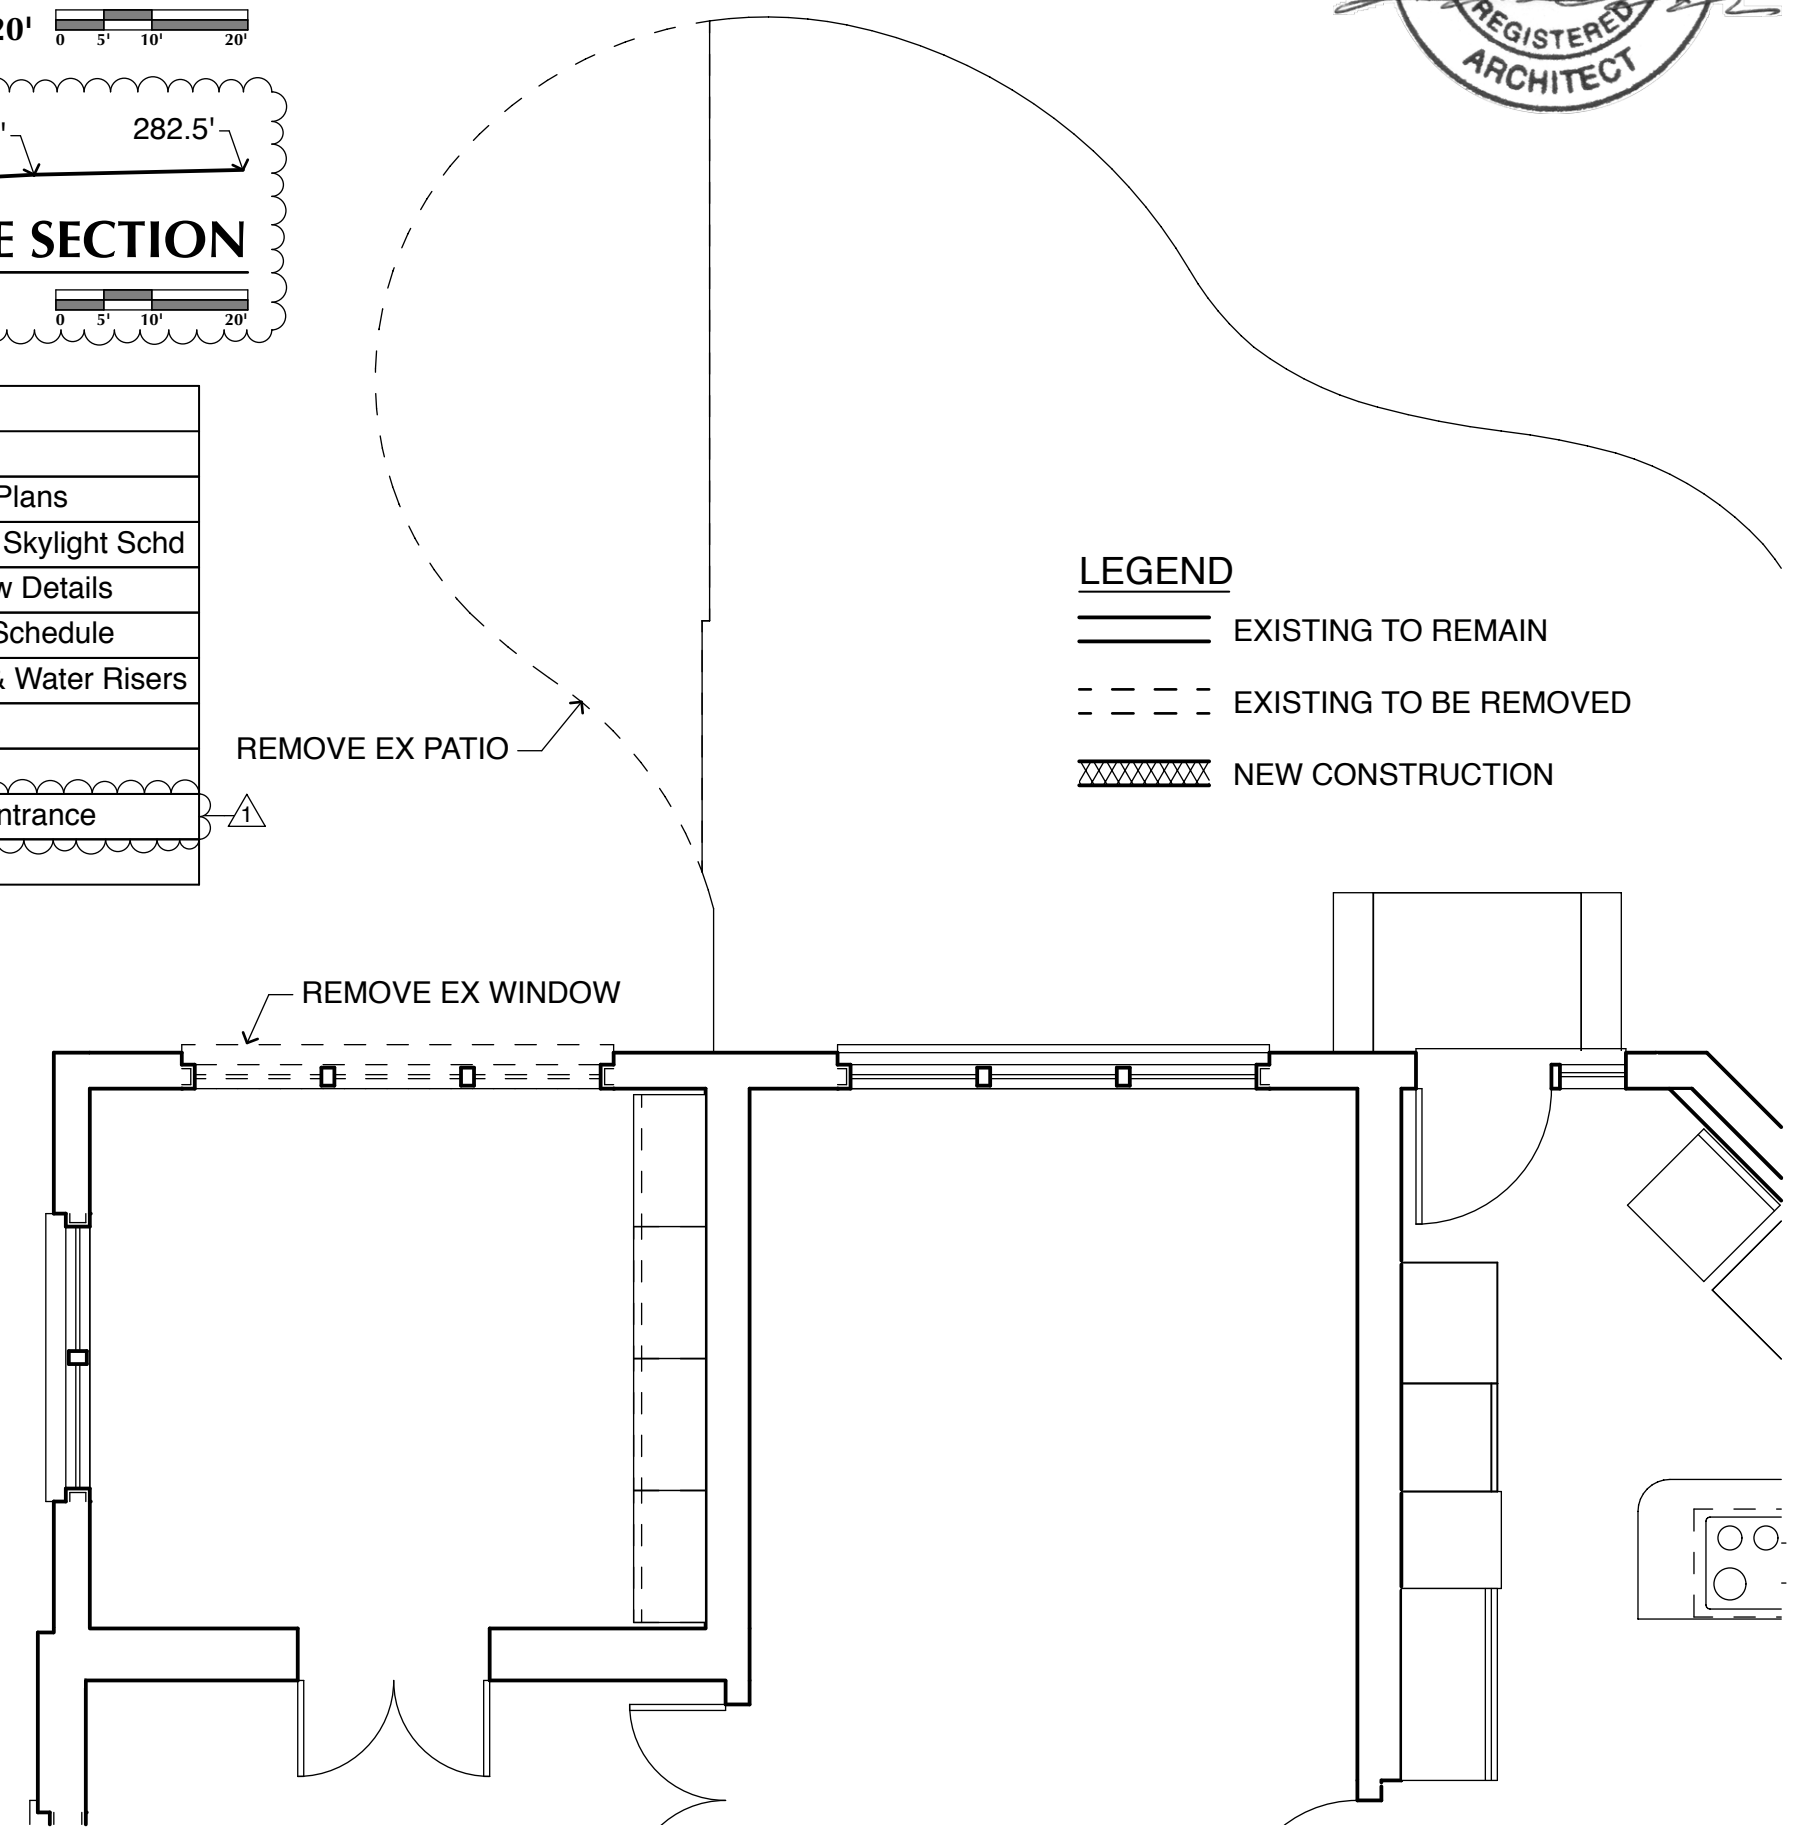 20'
0 5' 10' 20'
REGISTERED
ARCHITECT
282.5'
E SECTION
0 5' 10' 20'
Plans
Skylight Schd
w Details
Schedule
& Water Risers
ntrance
1
LEGEND
EXISTING TO REMAIN
EXISTING TO BE REMOVED
NEW CONSTRUCTION
REMOVE EX PATIO
REMOVE EX WINDOW